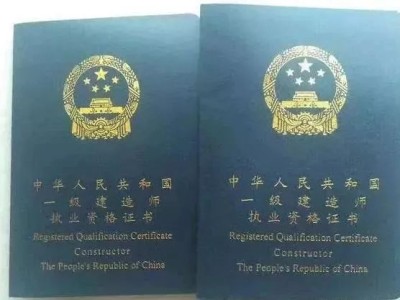 中华人民共和国
一级建造师
执业资格证书
Registered Qualification Certificate
Constructor
The People's Republic of China
中华人民共和国
一级建造师
执业资格证书
Registered Qualification Certificate
Constructor
The People's Republic of China